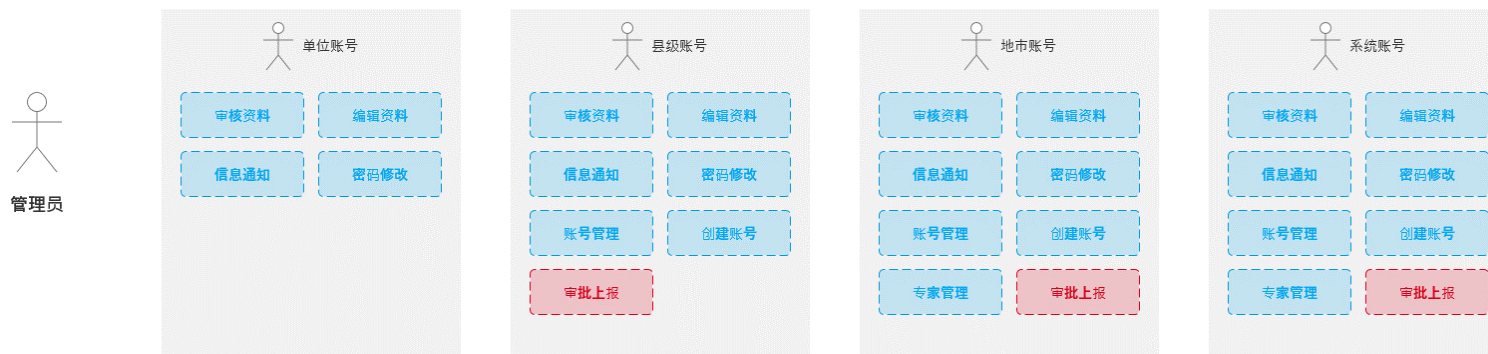 管理员
单位账号
审核资料 编辑资料
信息通知 密码修改
县级账号
审核资料 编辑资料
信息通知 密码修改
账号管理 创建账号
审批上报
地市账号
审核资料 编辑资料
信息通知 密码修改
账号管理 创建账号
专家管理 审批上报
系统账号
审核资料 编辑资料
信息通知 密码修改
账号管理 创建账号
专家管理 审批上报